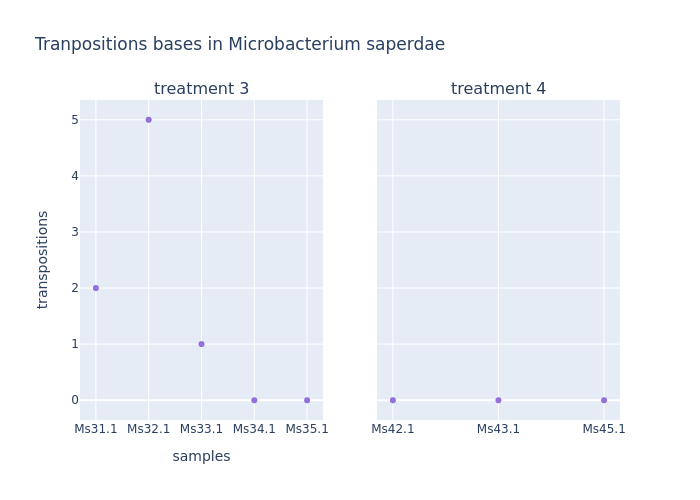 Tranpositions bases in Microbacterium saperdae
treatment 3
treatment 4
transpositions
5
4
3
2
1
0
Ms31.1 Ms32.1 Ms33.1 Ms34.1 Ms35.1
Ms42.1 Ms43.1 Ms45.1
samples